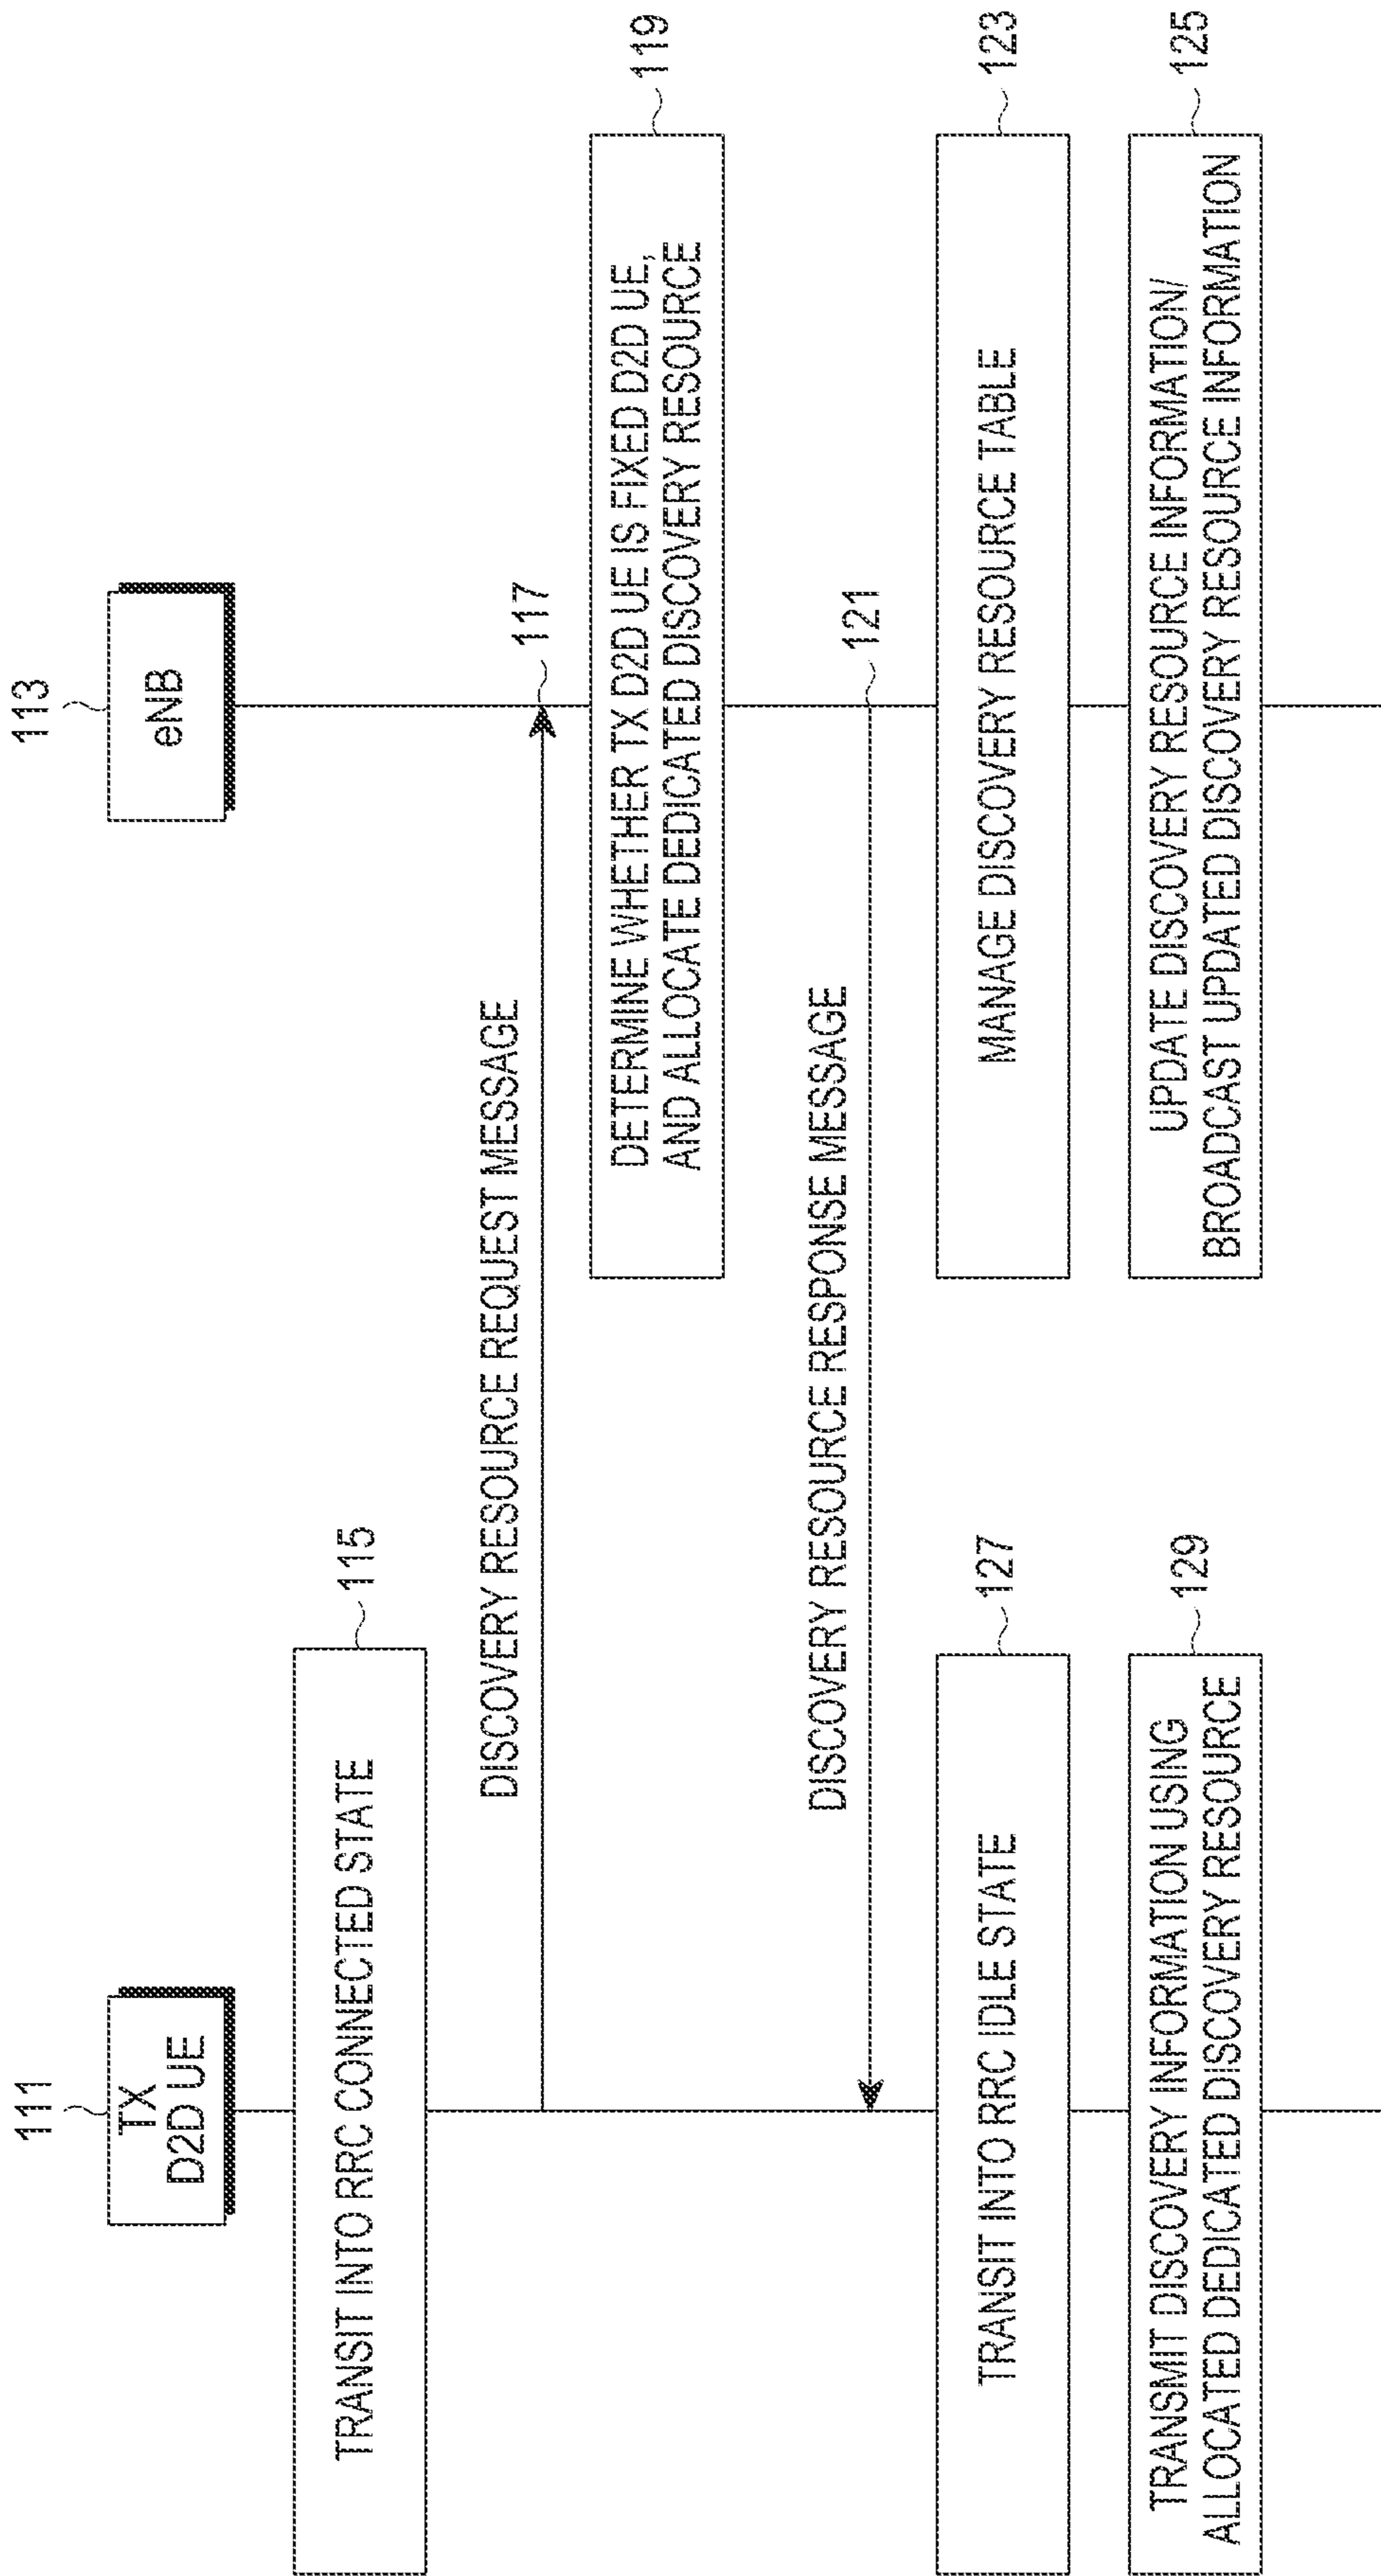 111
113
TX
D2D UE
eNB
TRANSIT INTO RRC CONNECTED STATE
115
DISCOVERY RESOURCE REQUEST MESSAGE
117
DETERMINE WHETHER TX D2D UE IS FIXED D2D UE,
AND ALLOCATE DEDICATED DISCOVERY RESOURCE
119
DISCOVERY RESOURCE RESPONSE MESSAGE
121
TRANSIT INTO RRC IDLE STATE
127
MANAGE DISCOVERY RESOURCE TABLE
123
TRANSMIT DISCOVERY INFORMATION USING
ALLOCATED DEDICATED DISCOVERY RESOURCE
129
UPDATE DISCOVERY RESOURCE INFORMATION/
BROADCAST UPDATED DISCOVERY RESOURCE INFORMATION
125